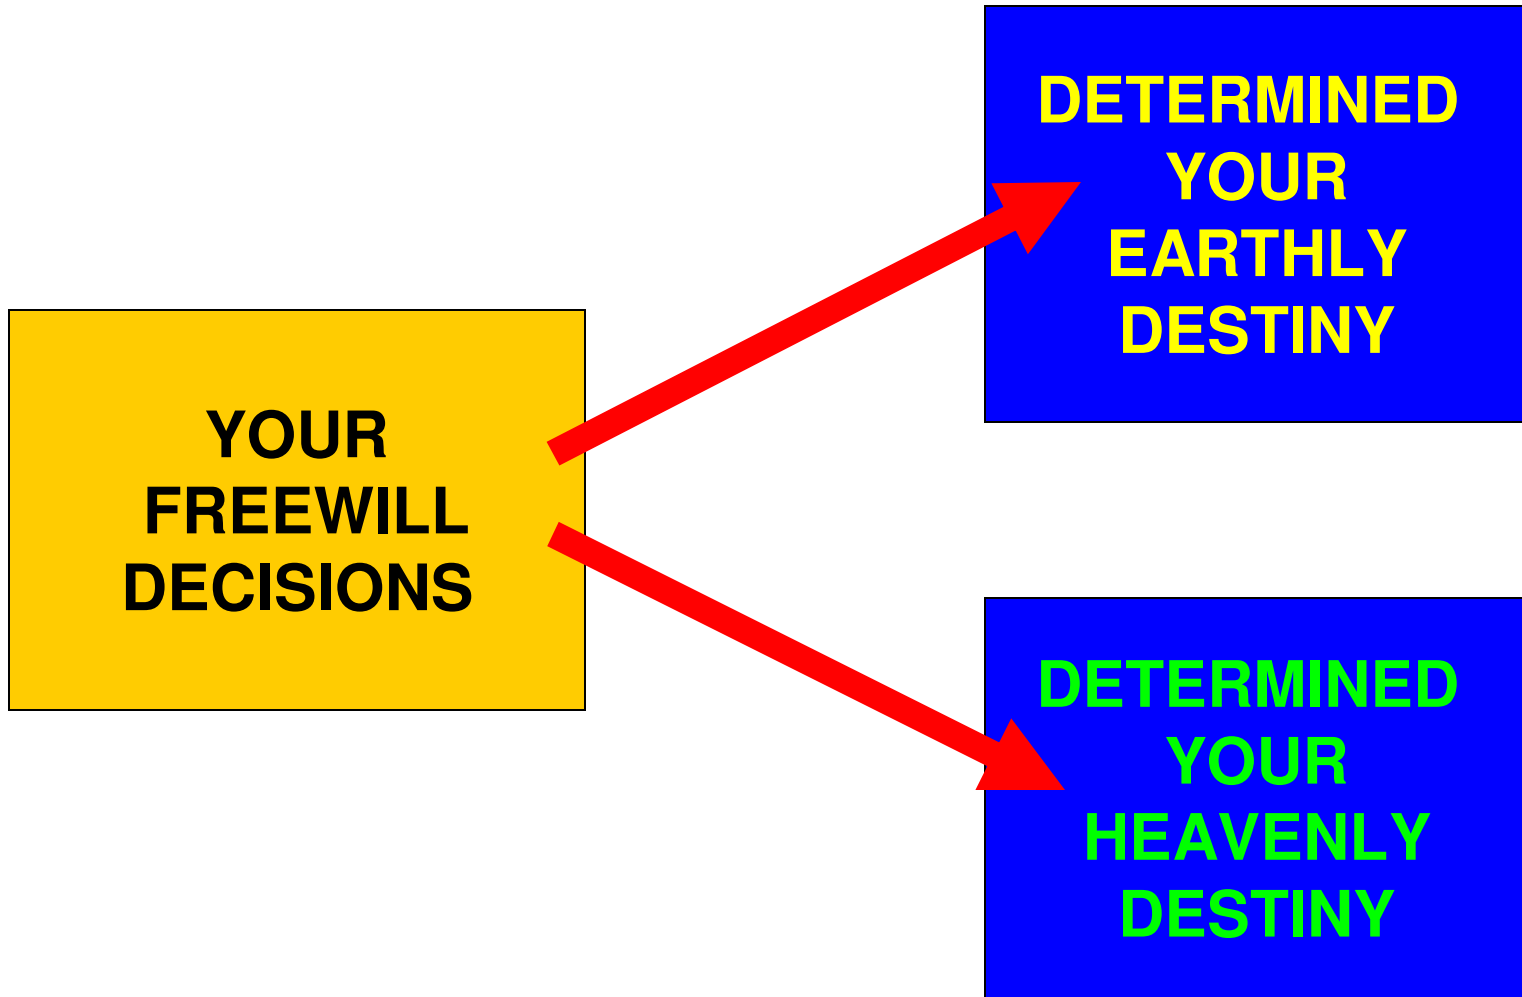 YOUR
FREEWILL
DECISIONS
DETERMINED
YOUR
EARTHLY
DESTINY
DETERMINED
YOUR
HEAVENLY
DESTINY